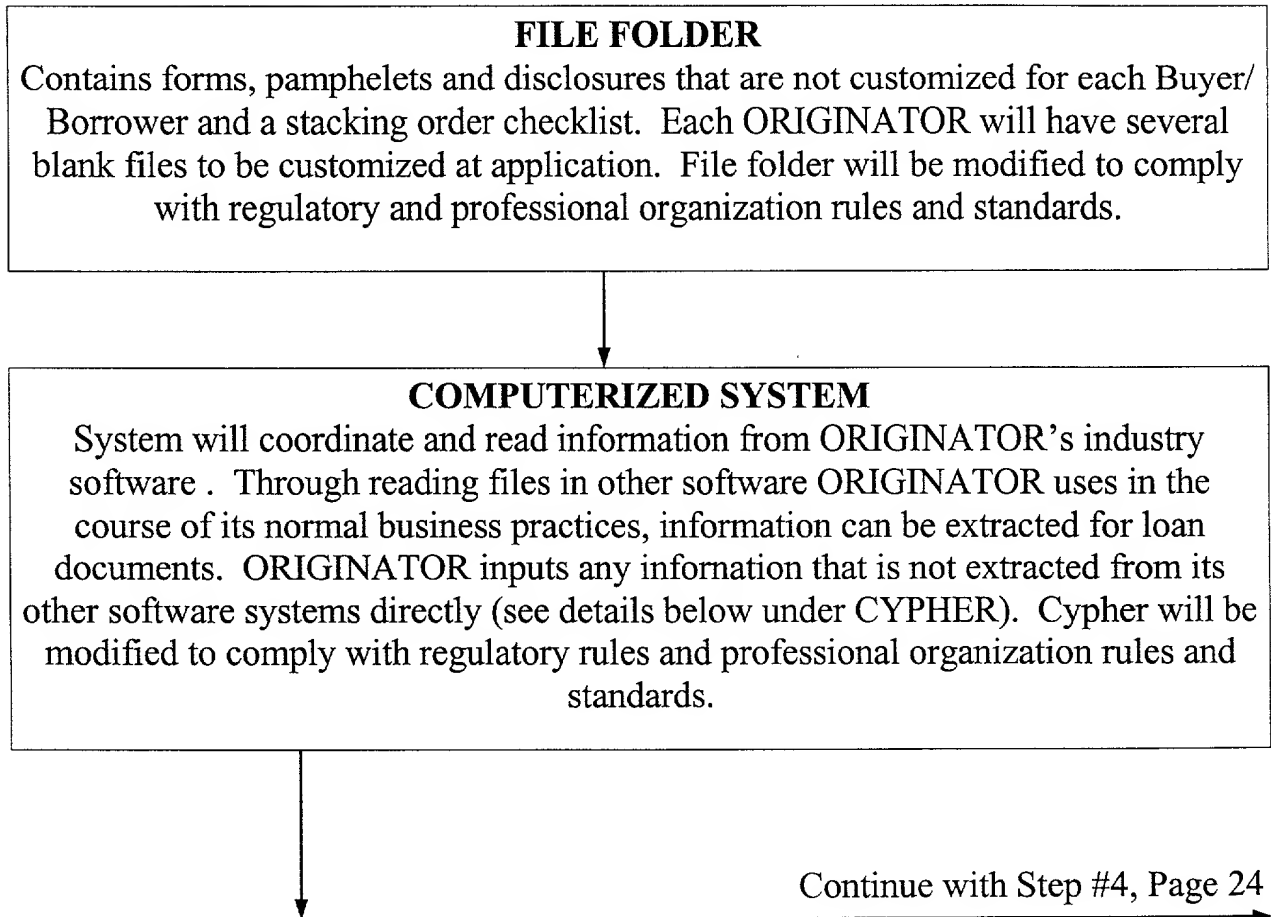 FILE FOLDER
Contains forms, pamphelets and disclosures that are not customized for each Buyer/
Borrower and a stacking order checklist. Each ORIGINATOR will have several
blank files to be customized at application. File folder will be modified to comply
with regulatory and professional organization rules and standards.
COMPUTERIZED SYSTEM
System will coordinate and read information from ORIGINATOR's industry
software . Through reading files in other software ORIGINATOR uses in the
course of its normal business practices, information can be extracted for loan
documents. ORIGINATOR inputs any infornation that is not extracted from its
other software systems directly (see details below under CYPHER). Cypher will be
modified to comply with regulatory rules and professional organization rules and
standards.
Continue with Step #4, Page 24